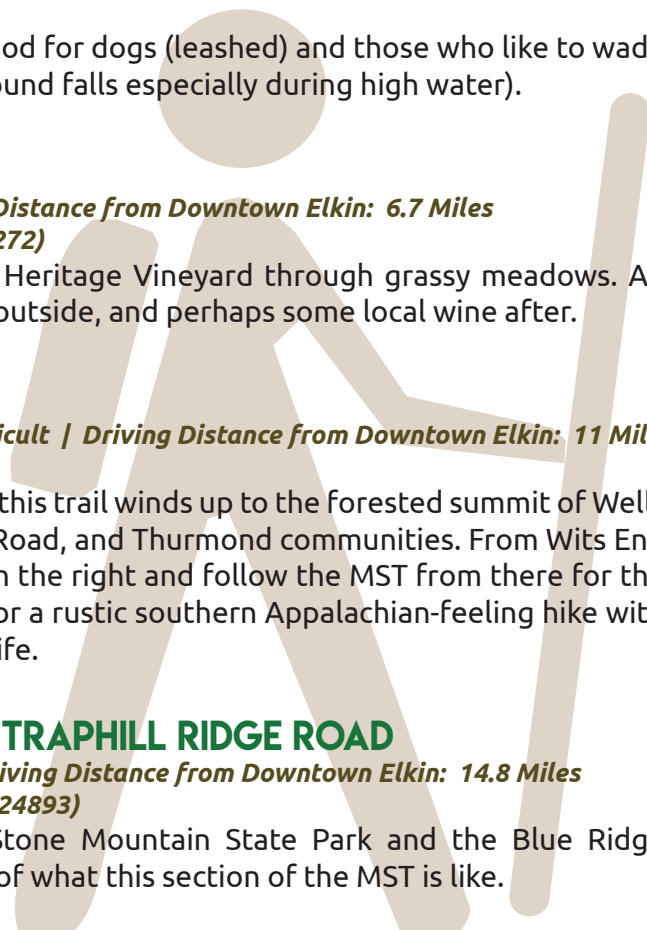 od for dogs (leashed) and those who like to wad
ound falls especially during high water).
Distance from Downtown Elkin: 6.7 Miles
272)
Heritage Vineyard through grassy meadows. A
outside, and perhaps some local wine after.
icult | Driving Distance from Downtown Elkin: 11 Mil
this trail winds up to the forested summit of Well
Road, and Thurmond communities. From Wits En
n the right and follow the MST from there for th
or a rustic southern Appalachian-feeling hike wit
ife.
TRAPHILL RIDGE ROAD
iving Distance from Downtown Elkin: 14.8 Miles
24893)
Stone Mountain State Park and the Blue Ridg
of what this section of the MST is like.